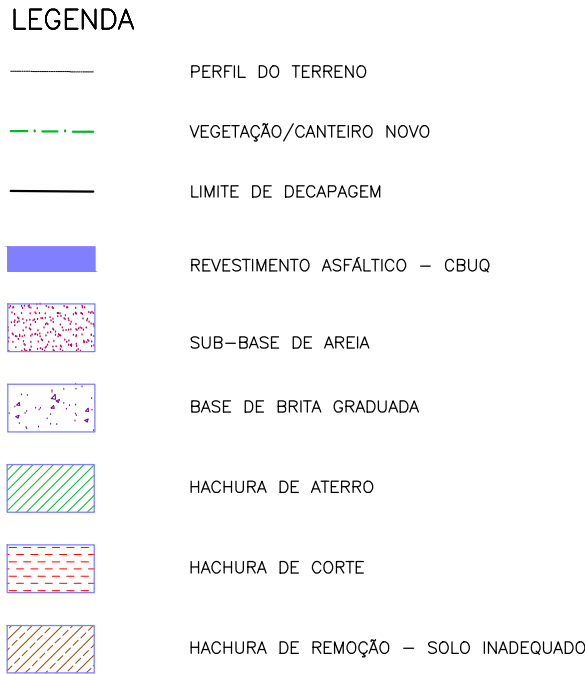 LEGENDA
PERFIL DO TERRENO
VEGETAÇÃO/CANTEIRO NOVO
LIMITE DE DECAPAGEM
REVESTIMENTO ASFÁLTICO – CBUQ
SUB–BASE DE AREIA
BASE DE BRITA GRADUADA
HACHURA DE ATERRO
HACHURA DE CORTE
HACHURA DE REMOÇÃO – SOLO INADEQUADO